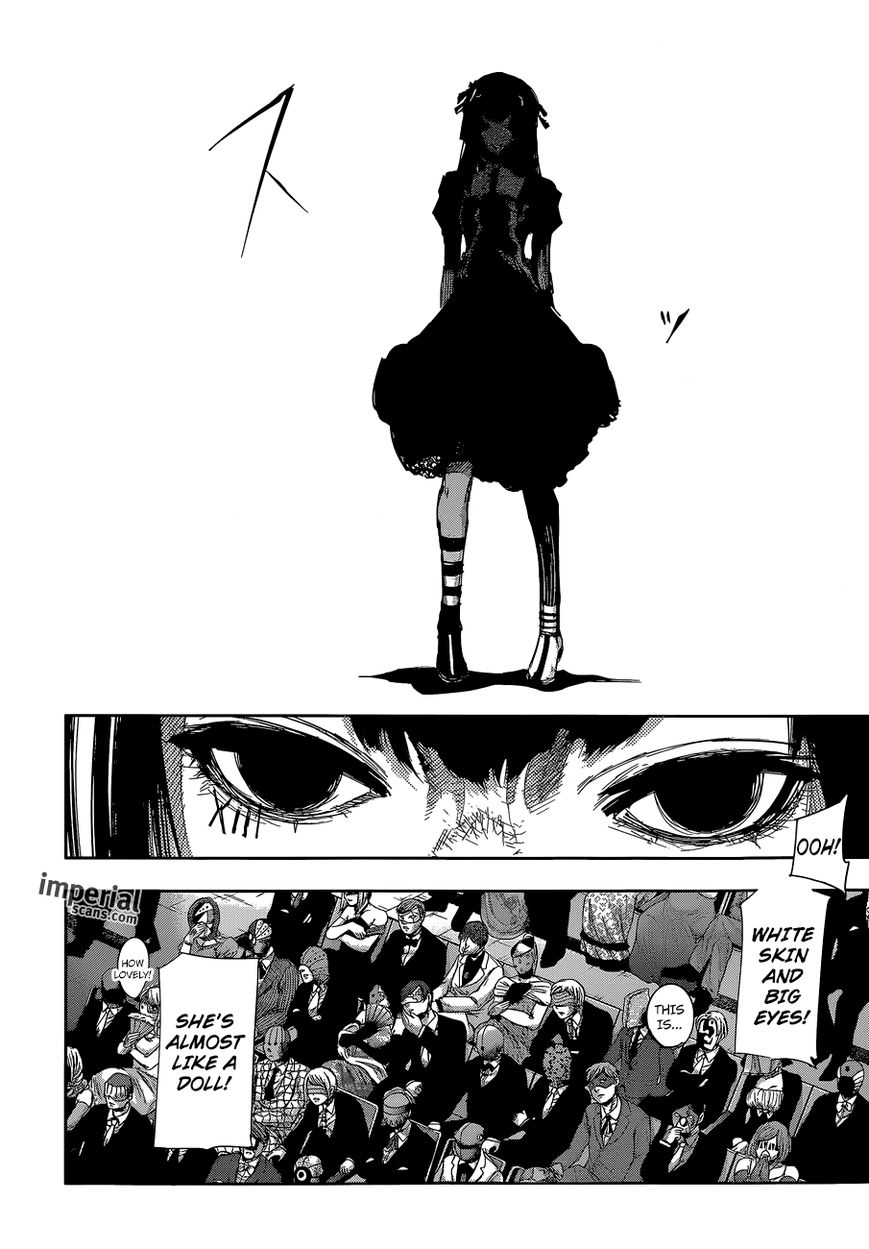 ス
ッ
XIII
OOH!
WHITE
SKIN
AND
BIG
EYES!
THIS
IS...
HOW
LOVELY!
SHE'S
ALMOST
LIKE A
DOLL!
imperial
scans.com